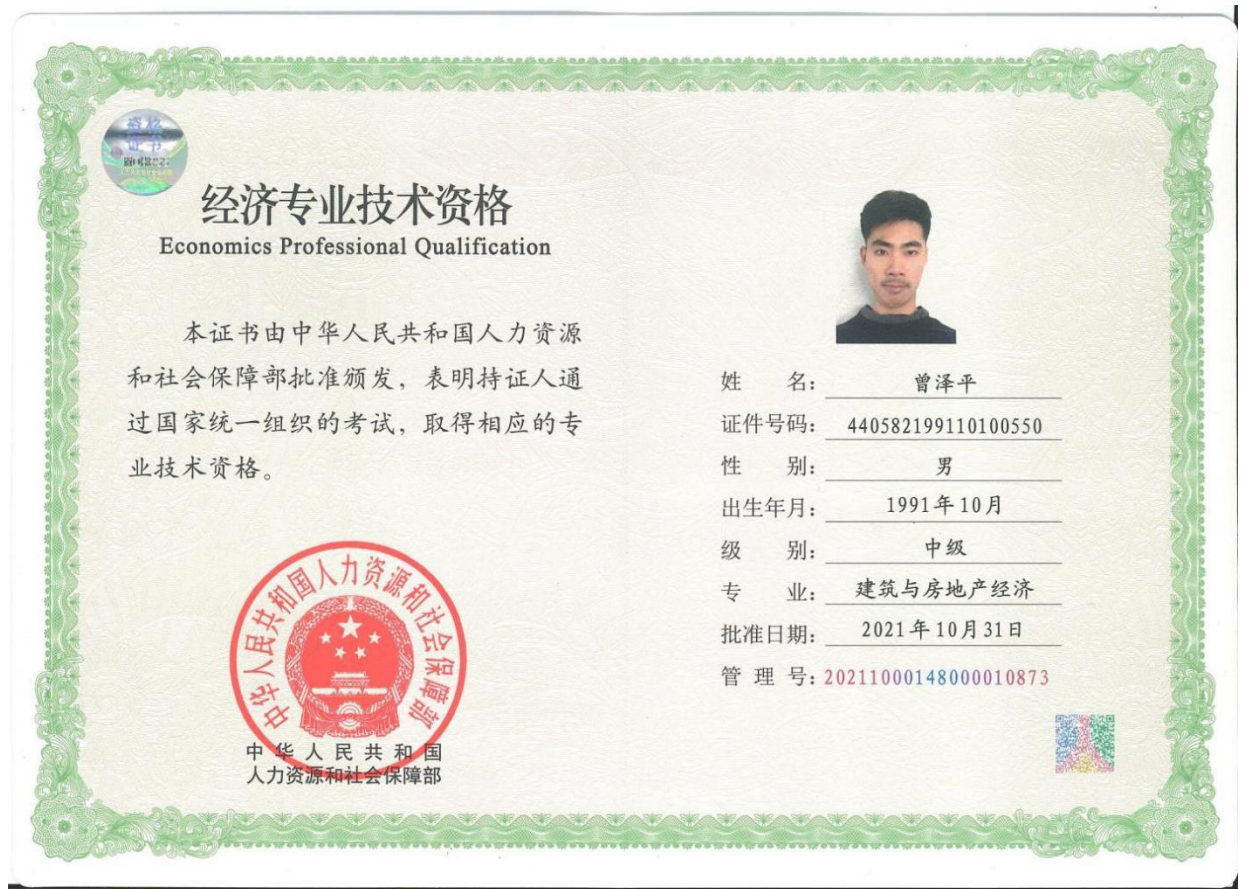 资格
证书
经济专业技术资格
Economics Professional Qualification
本证书由中华人民共和国人力资源
和社会保障部批准颁发，表明持证人通
过国家统一组织的考试，取得相应的专
业技术资格。
中华人民共和国人力资源和社会保障部
中华人民共和国
人力资源和社会保障部
姓 名： 曾泽平
证件号码： 440582199110100550
性 别： 男
出生年月： 1991年10月
级 别： 中级
专 业： 建筑与房地产经济
批准日期： 2021年10月31日
管 理 号： 20211000148000010873